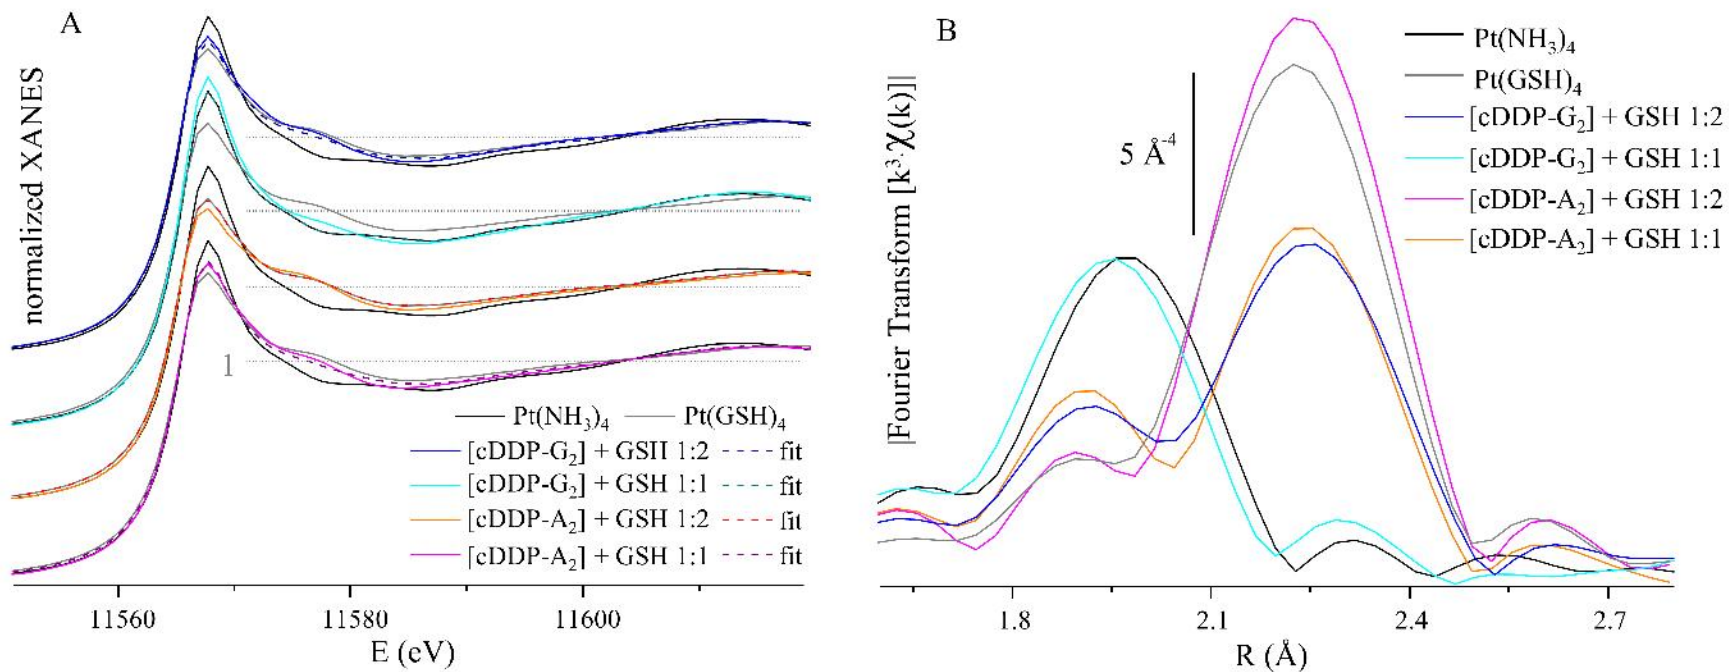 A
normalized XANES
1
Pt(NH₃)₄ Pt(GSH)₄
[cDDP-G₂] + GSH 1:2 fit
[cDDP-G₂] + GSH 1:1 fit
[cDDP-A₂] + GSH 1:2 fit
[cDDP-A₂] + GSH 1:1 fit
11560 11580 11600
E (eV)
B
|Fourier Transform [k³·χ(k)]|
5 Å⁻⁴
Pt(NH₃)₄
Pt(GSH)₄
[cDDP-G₂] + GSH 1:2
[cDDP-G₂] + GSH 1:1
[cDDP-A₂] + GSH 1:2
[cDDP-A₂] + GSH 1:1
1.8 2.1 2.4 2.7
R (Å)